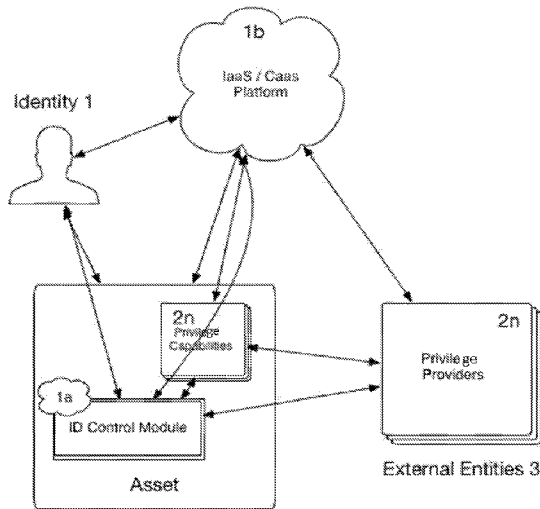 1b
IaaS / Caas
Platform
Identity 1
2n
Privilege
Capabilities
2n
Privilege
Providers
1a
ID Control Module
Asset
External Entities 3